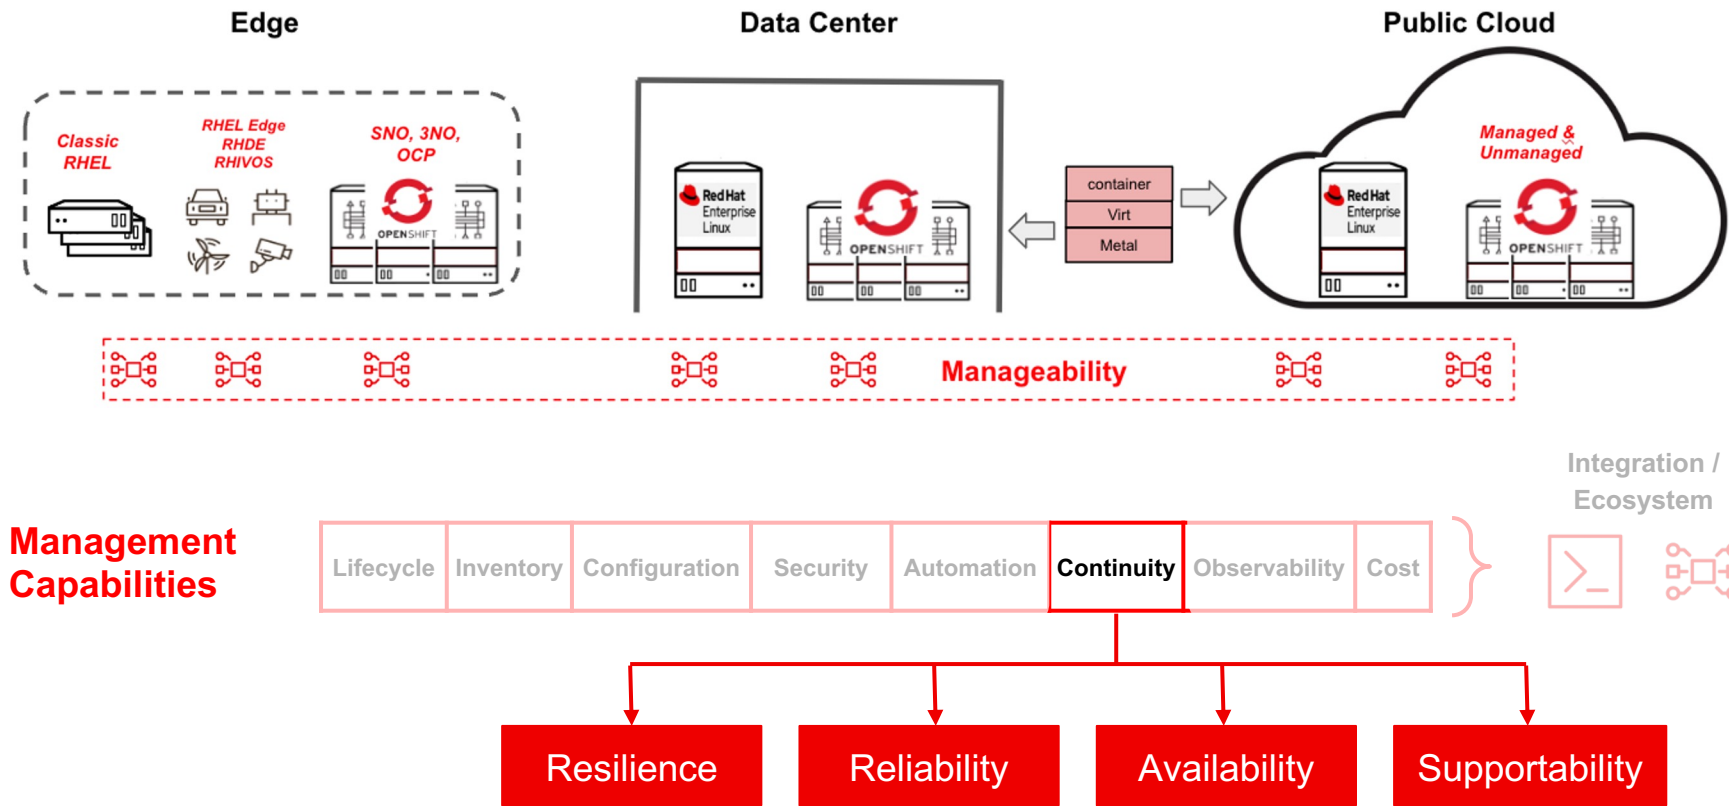 Edge
Data Center
Public Cloud
Classic
RHEL
RHEL Edge
RHDE
RHIVOS
SNO, 3NO,
OCP
OPENSHIFT
Red Hat
Enterprise
Linux
OPENSHIFT
container
Virt
Metal
Managed &
Unmanaged
Red Hat
Enterprise
Linux
OPENSHIFT
Manageability
Integration /
Ecosystem
Management
Capabilities
Lifecycle
Inventory
Configuration
Security
Automation
Continuity
Observability
Cost
Resilience
Reliability
Availability
Supportability